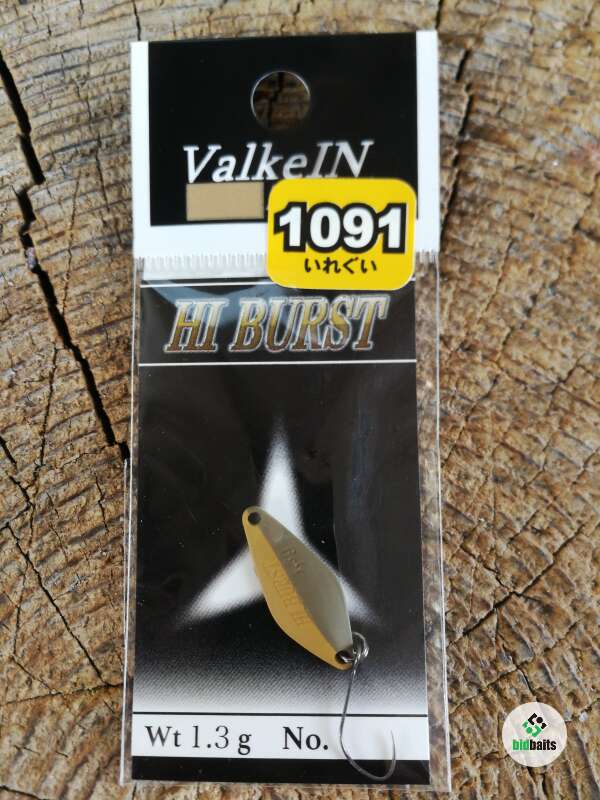 ValkeIN
1091
いれぐい
HI BURST
Wt 1.3 g No.
bidbaits